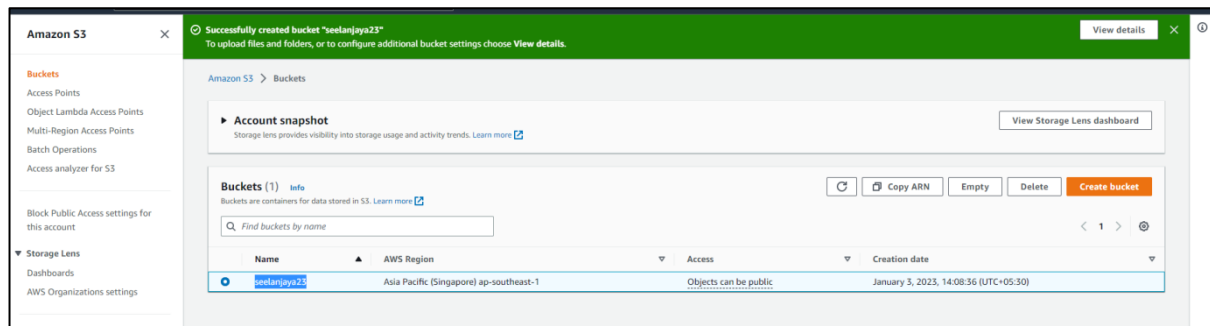 Amazon S3
Successfully created bucket "seelanjaya23"
To upload files and folders, or to configure additional bucket settings choose View details.
View details
Buckets
Access Points
Object Lambda Access Points
Multi-Region Access Points
Batch Operations
Access analyzer for S3
Block Public Access settings for
this account
Storage Lens
Dashboards
AWS Organizations settings
Amazon S3 > Buckets
Account snapshot
Storage lens provides visibility into storage usage and activity trends. Learn more
View Storage Lens dashboard
Buckets (1) Info
Buckets are containers for data stored in S3. Learn more
Copy ARN Empty Delete Create bucket
Find buckets by name
< 1 >
Name AWS Region Access Creation date
seelanjaya23 Asia Pacific (Singapore) ap-southeast-1 Objects can be public January 3, 2023, 14:08:36 (UTC+05:30)